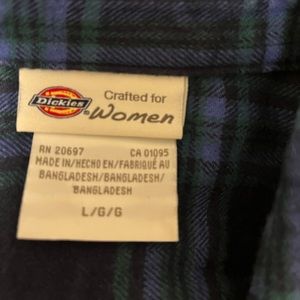 Dickies
Crafted for
Women
RN 20697 CA 01095
MADE IN/HECHO EN/FABRIQUÉ AU
BANGLADESH/BANGLADESH/
BANGLADESH
L/G/G